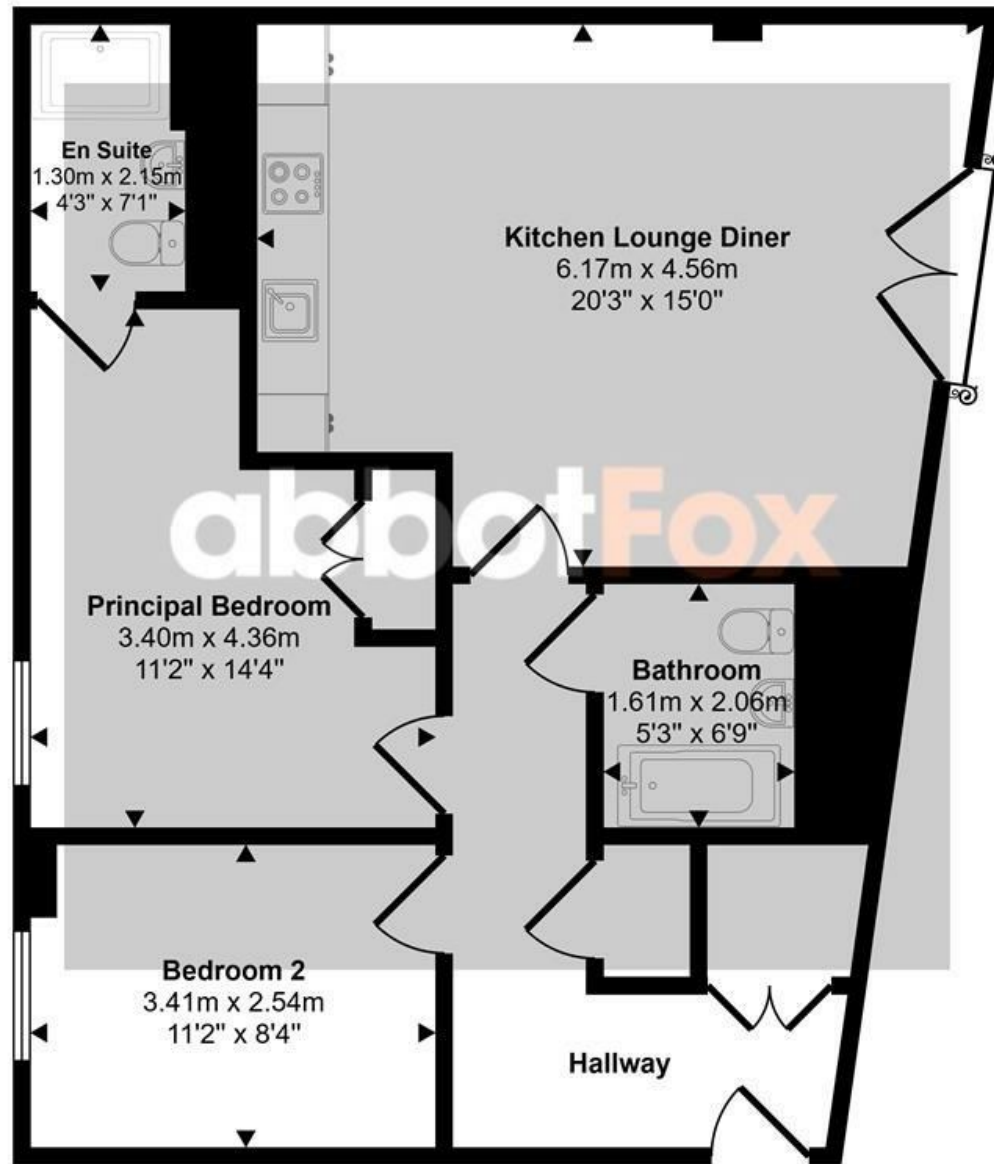 En Suite
1.30m x 2.15m
4'3" x 7'1"
Kitchen Lounge Diner
6.17m x 4.56m
20'3" x 15'0"
abbotFox
Principal Bedroom
3.40m x 4.36m
11'2" x 14'4"
Bathroom
1.61m x 2.06m
5'3" x 6'9"
Bedroom 2
3.41m x 2.54m
11'2" x 8'4"
Hallway